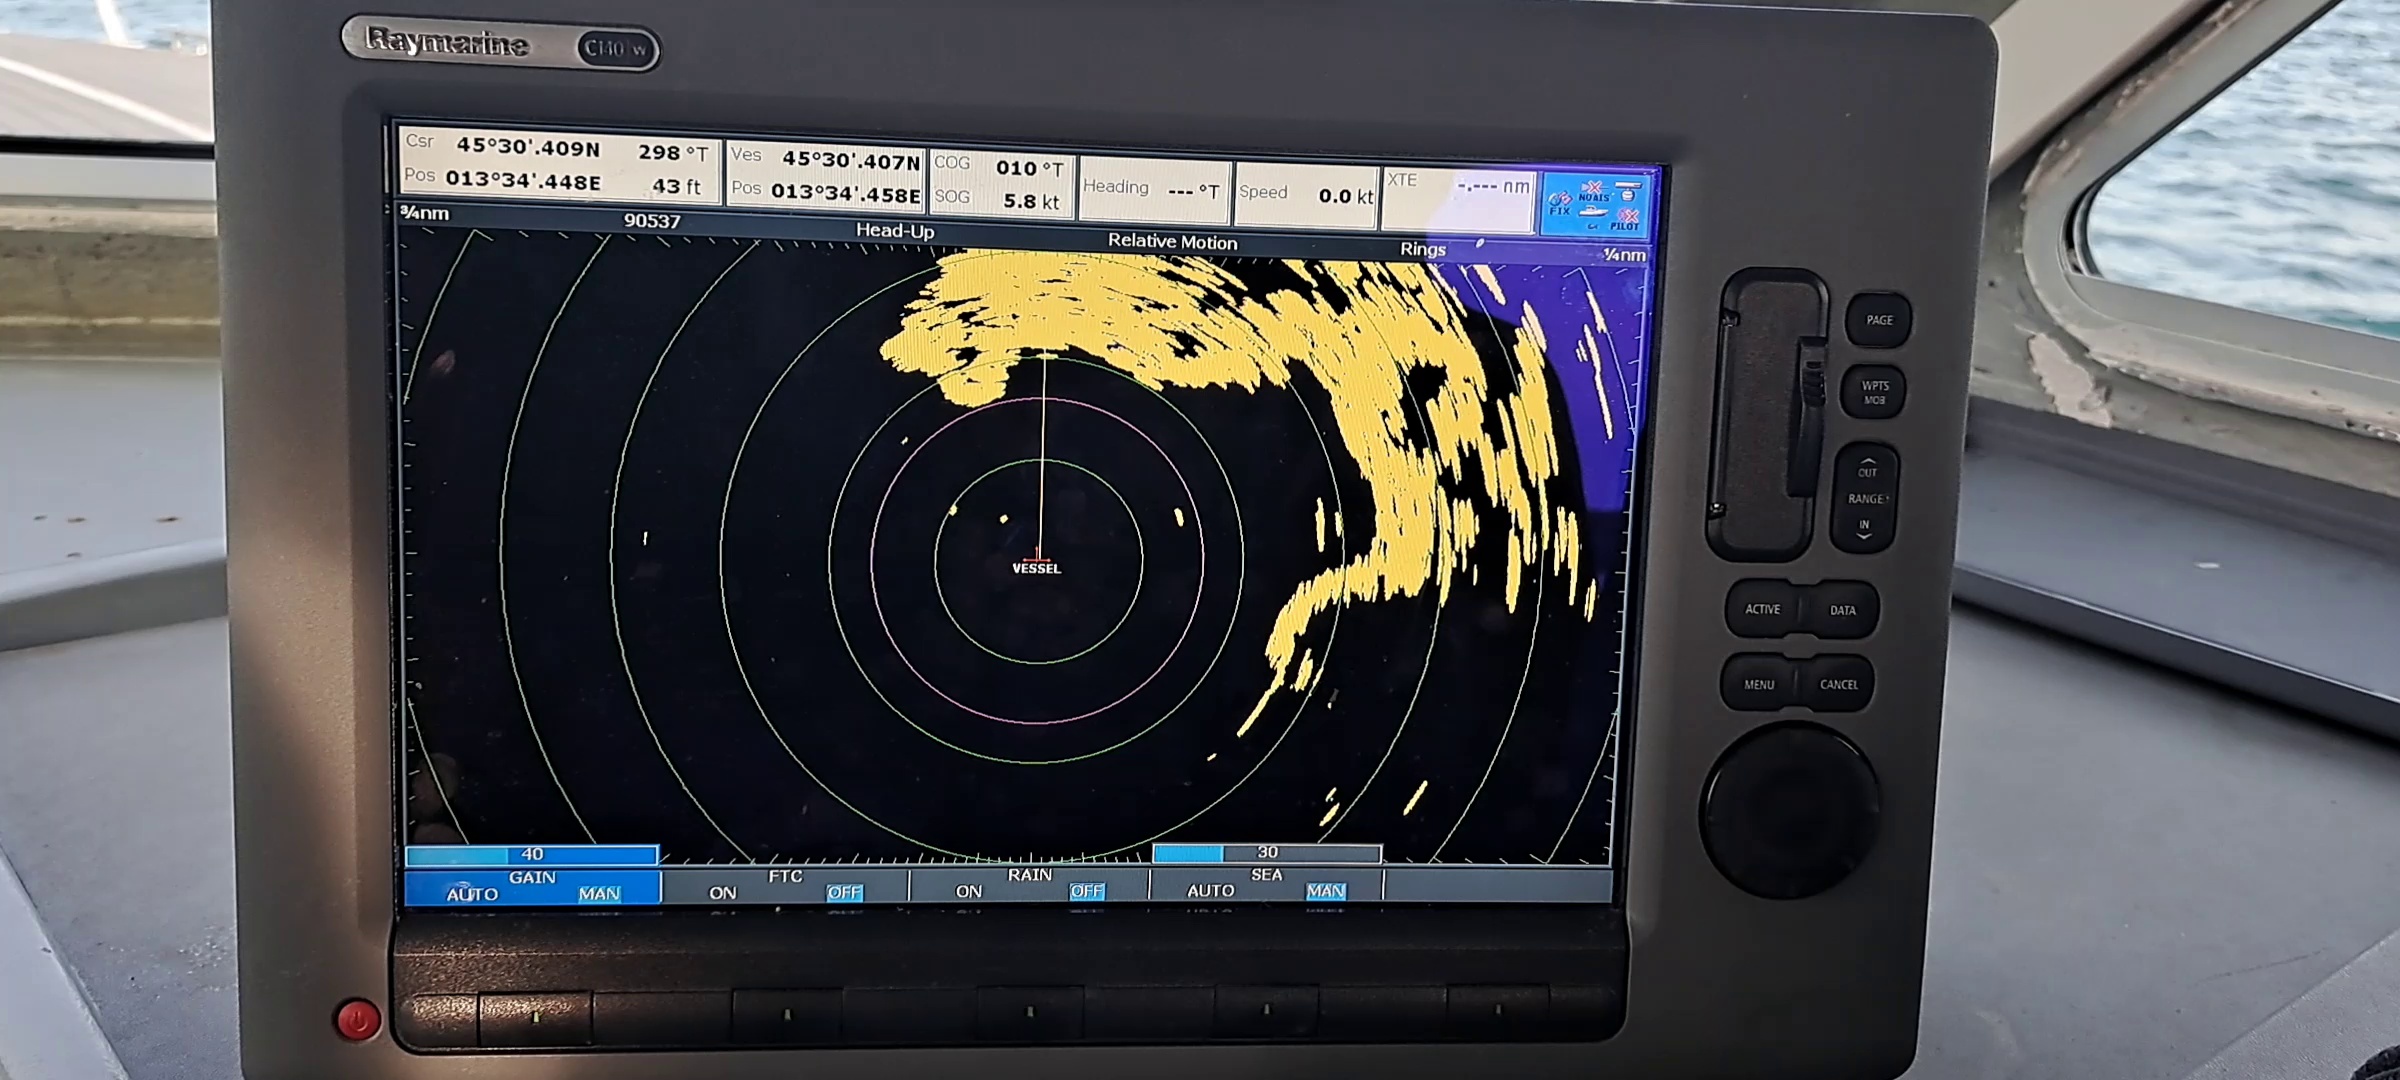 Raymarine C140 w
Csr 45°30'.409N 298 °T
Pos 013°34'.448E 43 ft
Ves 45°30'.407N
Pos 013°34'.458E
COG 010 °T
SOG 5.8 kt
Heading --- °T
Speed 0.0 kt
XTE -.--- nm
NO AIS
FIX
PILOT
¾nm 90537 Head-Up Relative Motion Rings ¼nm
VESSEL
40
GAIN
AUTO MAN
FTC
ON OFF
RAIN
ON OFF
30
SEA
AUTO MAN
PAGE
WPTS
MOB
OUT
RANGE
IN
ACTIVE DATA
MENU CANCEL